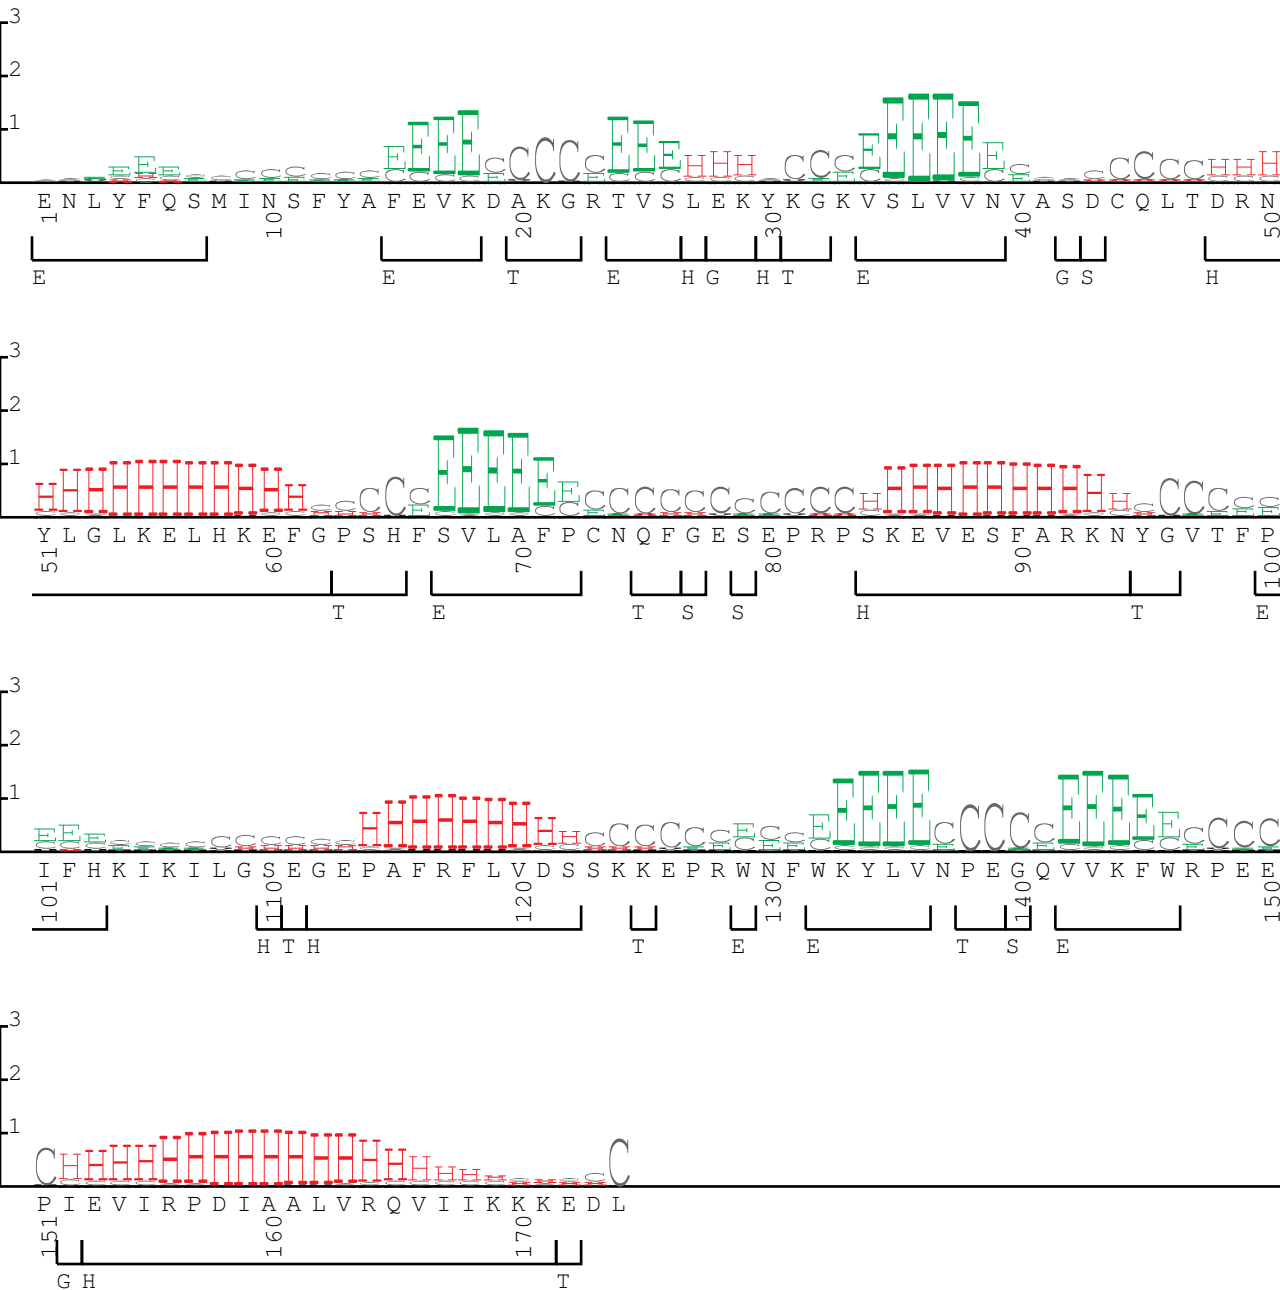 3
2
1
E N L Y F Q S M I N S F Y A F E V K D A K G R T V S L E K Y K G K V S L V V N V A S D C Q L T D R N
1 10 20 30 40 50
E E T E H G H T E G S H
3
2
1
Y L G L K E L H K E F G P S H F S V L A F P C N Q F G E S E P R P S K E V E S F A R K N Y G V T F P
51 60 70 80 90 100
T E T S S H T E
3
2
1
I F H K I K I L G S E G E P A F R F L V D S S K K E P R W N F W K Y L V N P E G Q V V K F W R P E E
101 110 120 130 140 150
H T H T E E T S E
3
2
1
P I E V I R P D I A A L V R Q V I I K K K E D L
151 160 170
G H T